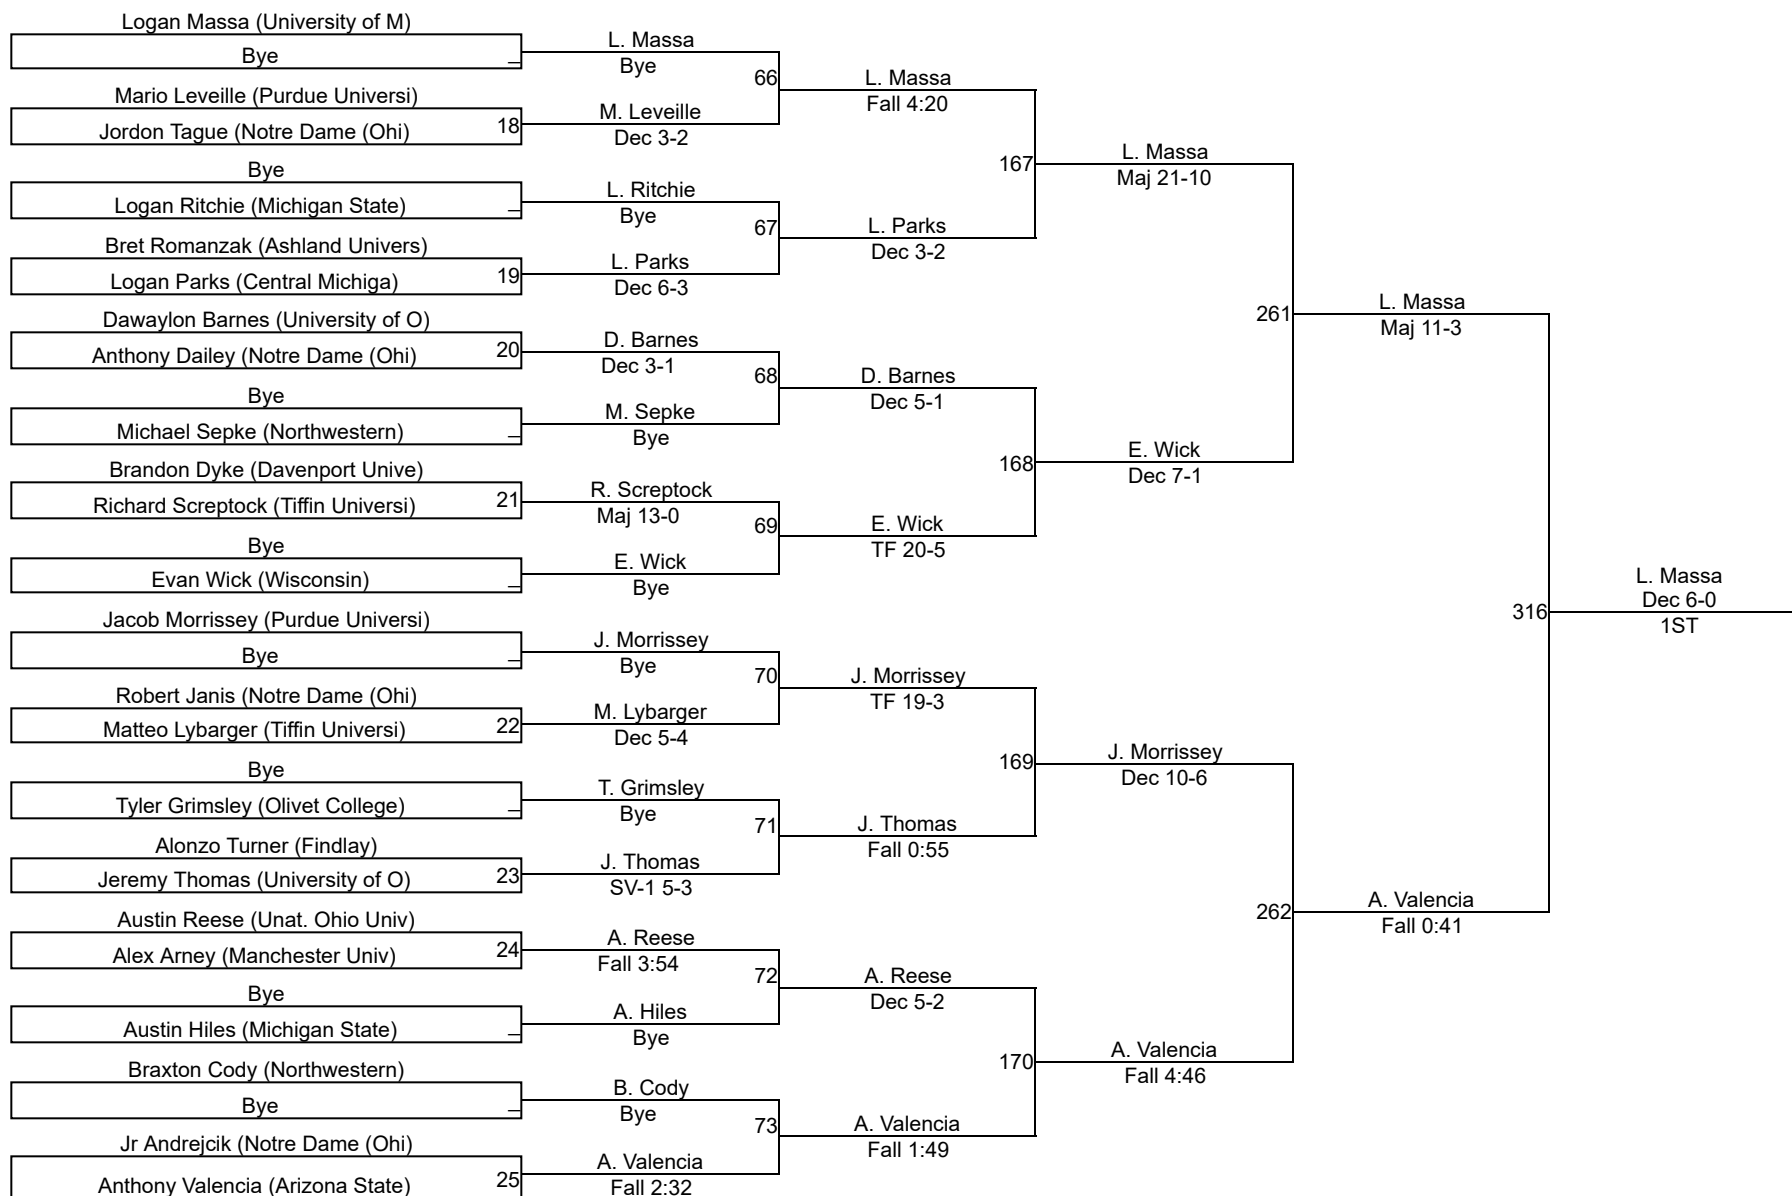 Logan Massa (University of M)
Bye
_
Mario Leveille (Purdue Universi)
Jordon Tague (Notre Dame (Ohi)
18
Bye
Logan Ritchie (Michigan State)
_
Bret Romanzak (Ashland Univers)
Logan Parks (Central Michiga)
19
Dawaylon Barnes (University of O)
Anthony Dailey (Notre Dame (Ohi)
20
Bye
Michael Sepke (Northwestern)
_
Brandon Dyke (Davenport Unive)
Richard Screptock (Tiffin Universi)
21
Bye
Evan Wick (Wisconsin)
_
Jacob Morrissey (Purdue Universi)
Bye
_
Robert Janis (Notre Dame (Ohi)
Matteo Lybarger (Tiffin Universi)
22
Bye
Tyler Grimsley (Olivet College)
_
Alonzo Turner (Findlay)
Jeremy Thomas (University of O)
23
Austin Reese (Unat. Ohio Univ)
Alex Arney (Manchester Univ)
24
Bye
Austin Hiles (Michigan State)
_
Braxton Cody (Northwestern)
Bye
_
Jr Andrejcik (Notre Dame (Ohi)
Anthony Valencia (Arizona State)
25
L. Massa
Bye
66
M. Leveille
Dec 3-2
L. Ritchie
Bye
67
L. Parks
Dec 6-3
D. Barnes
Dec 3-1
68
M. Sepke
Bye
R. Screptock
Maj 13-0
69
E. Wick
Bye
J. Morrissey
Bye
70
M. Lybarger
Dec 5-4
T. Grimsley
Bye
71
J. Thomas
SV-1 5-3
A. Reese
Fall 3:54
72
A. Hiles
Bye
B. Cody
Bye
73
A. Valencia
Fall 2:32
L. Massa
Fall 4:20
167
L. Parks
Dec 3-2
D. Barnes
Dec 5-1
168
E. Wick
TF 20-5
J. Morrissey
TF 19-3
169
J. Thomas
Fall 0:55
A. Reese
Dec 5-2
170
A. Valencia
Fall 1:49
L. Massa
Maj 21-10
261
E. Wick
Dec 7-1
J. Morrissey
Dec 10-6
262
A. Valencia
Fall 4:46
L. Massa
Maj 11-3
316
A. Valencia
Fall 0:41
L. Massa
Dec 6-0
1ST